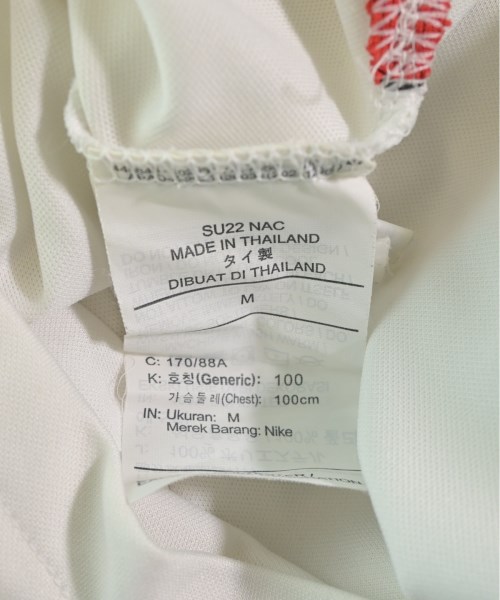 SU22 NAC
MADE IN THAILAND
タイ製
DIBUAT DI THAILAND
M
C: 170/88A
K: 호칭(Generic): 100
가슴둘레(Chest): 100cm
IN: Ukuran: M
Merek Barang: Nike